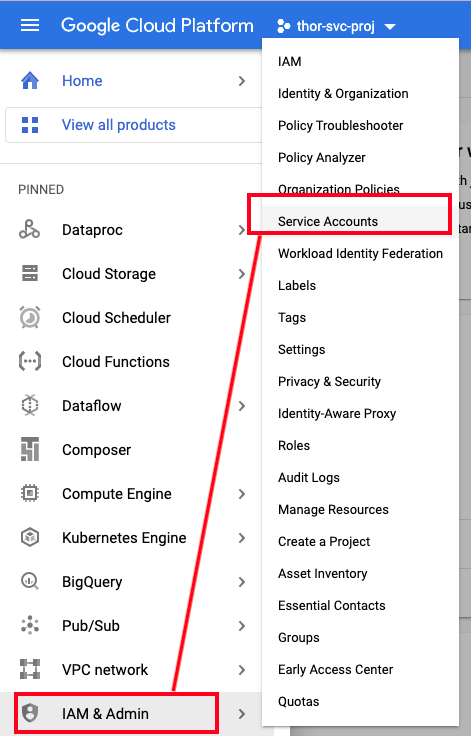 Google Cloud Platform
thor-svc-proj
Home
View all products
PINNED
Dataproc
Cloud Storage
Cloud Scheduler
Cloud Functions
Dataflow
Composer
Compute Engine
Kubernetes Engine
BigQuery
Pub/Sub
VPC network
IAM & Admin
IAM
Identity & Organization
Policy Troubleshooter
Policy Analyzer
Organization Policies
Service Accounts
Workload Identity Federation
Labels
Tags
Settings
Privacy & Security
Identity-Aware Proxy
Roles
Audit Logs
Manage Resources
Create a Project
Asset Inventory
Essential Contacts
Groups
Early Access Center
Quotas